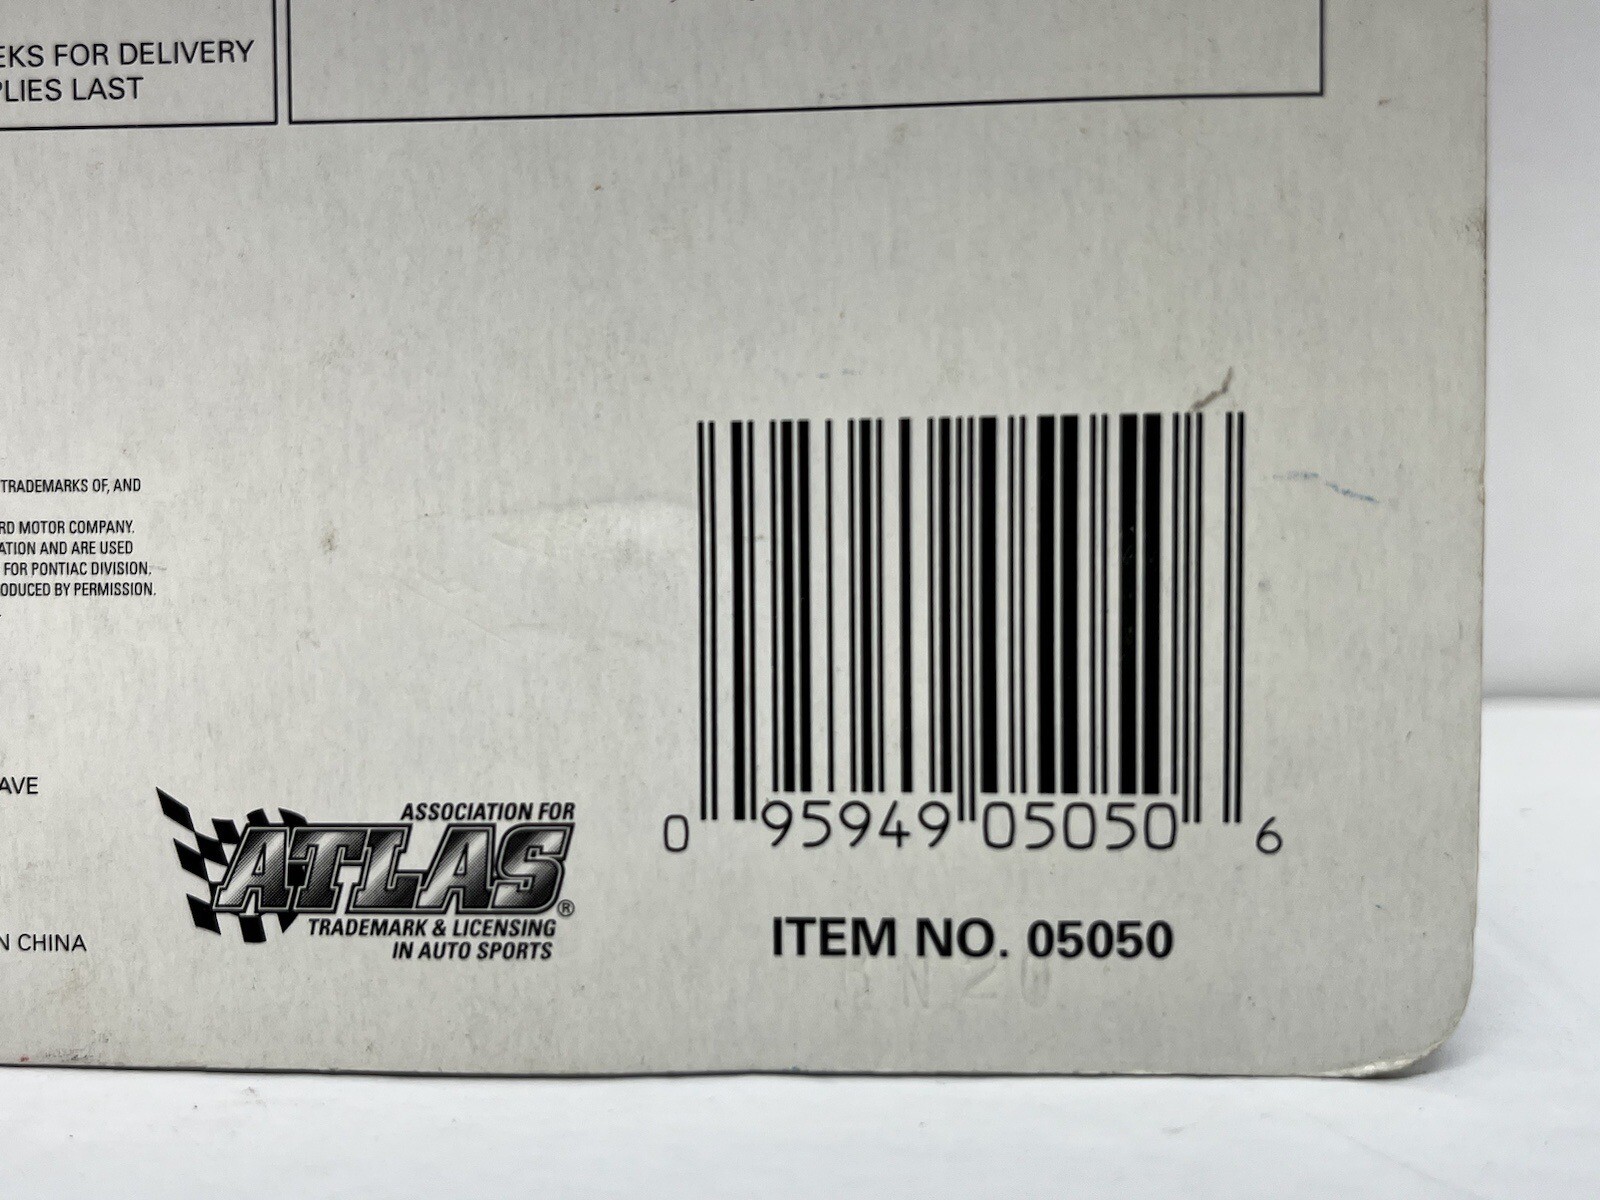 EKS FOR DELIVERY
PLIES LAST
TRADEMARKS OF, AND
RD MOTOR COMPANY.
ATION AND ARE USED
FOR PONTIAC DIVISION.
ODUCED BY PERMISSION.
AVE
N CHINA
ASSOCIATION FOR
ATLAS®
TRADEMARK & LICENSING
IN AUTO SPORTS
0 95949 05050 6
ITEM NO. 05050